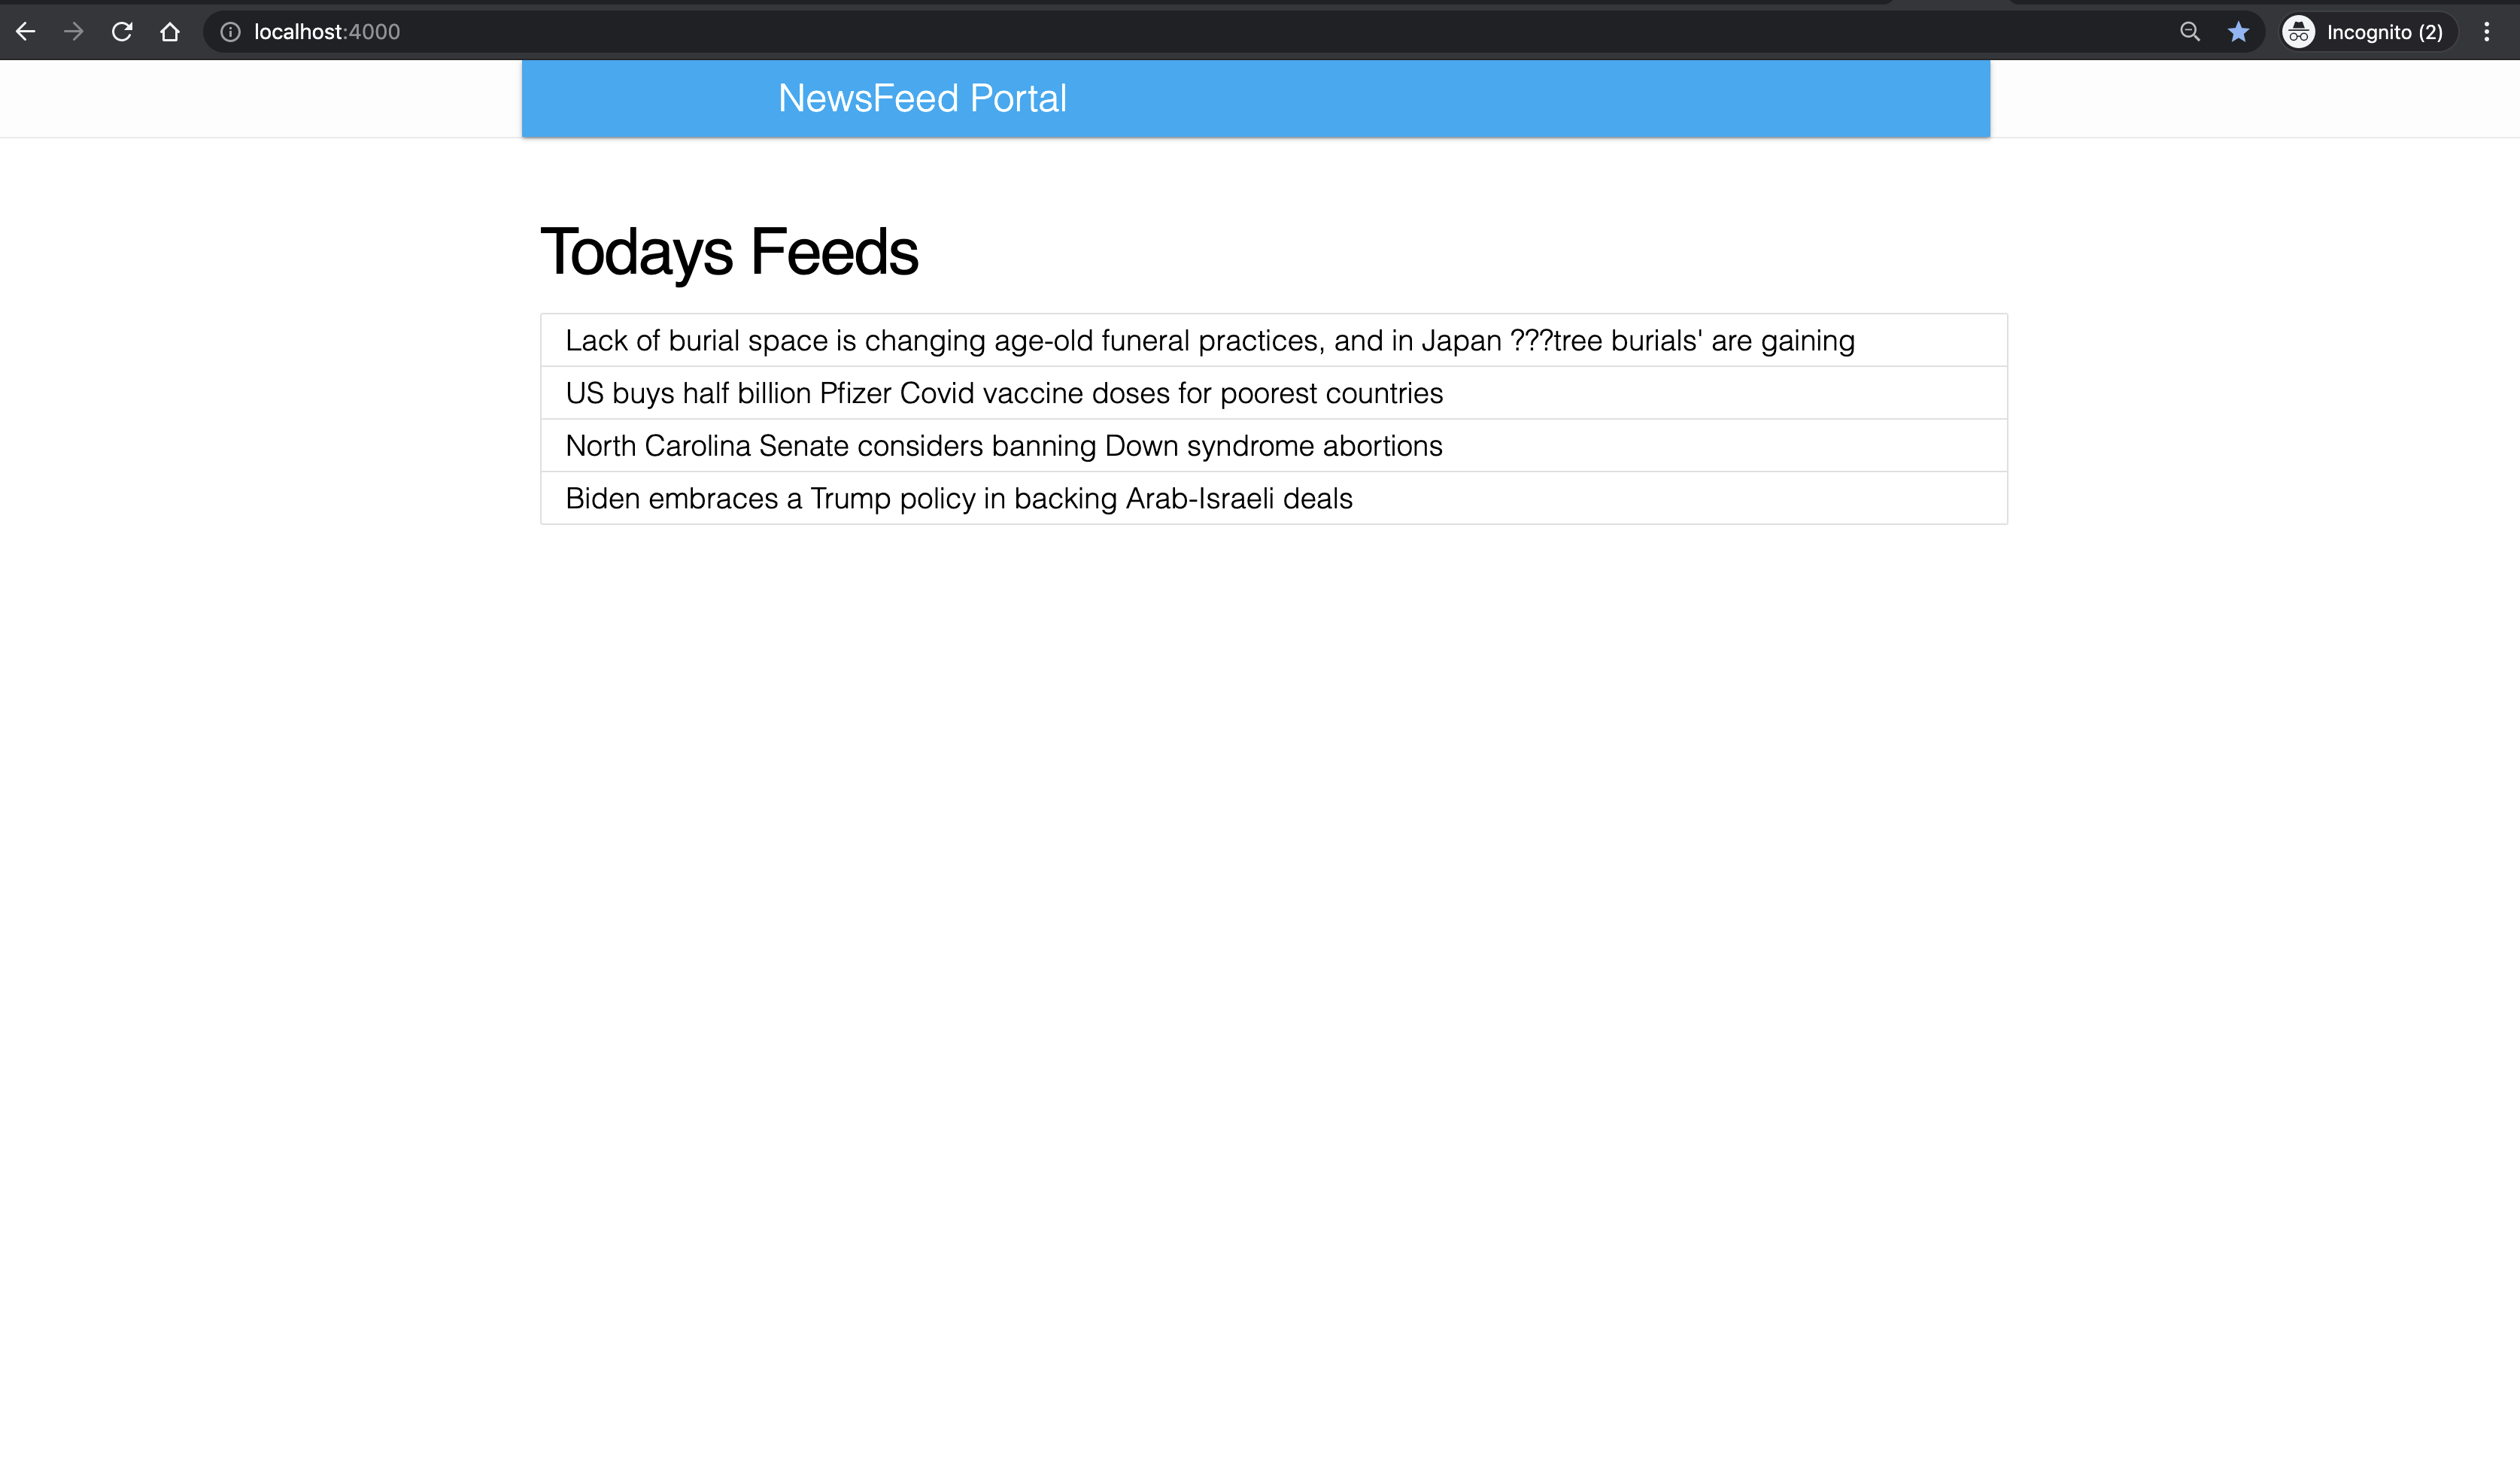 localhost:4000
Incognito (2)
NewsFeed Portal
Todays Feeds
Lack of burial space is changing age-old funeral practices, and in Japan ???tree burials' are gaining
US buys half billion Pfizer Covid vaccine doses for poorest countries
North Carolina Senate considers banning Down syndrome abortions
Biden embraces a Trump policy in backing Arab-Israeli deals